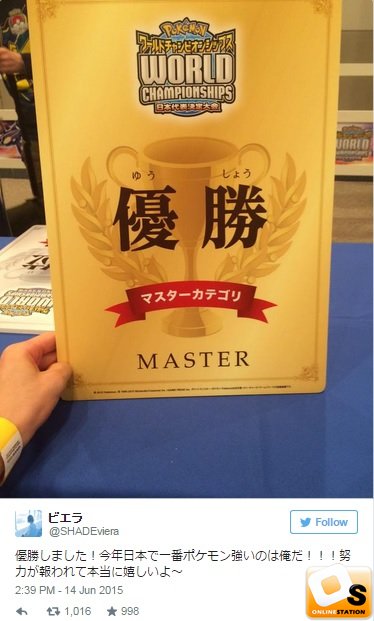 POKéMON
ワールドチャンピオンシップス
WORLD
CHAMPIONSHIPS
日本代表決定大会
ゆう しょう
優勝
マスターカテゴリ
MASTER
ビエラ
@SHADEviera
Follow
優勝しました！今年日本で一番ポケモン強いのは俺だ！！！努
力が報われて本当に嬉しいよ～
2:39 PM - 14 Jun 2015
1,016
998
OS
ONLINESTATION